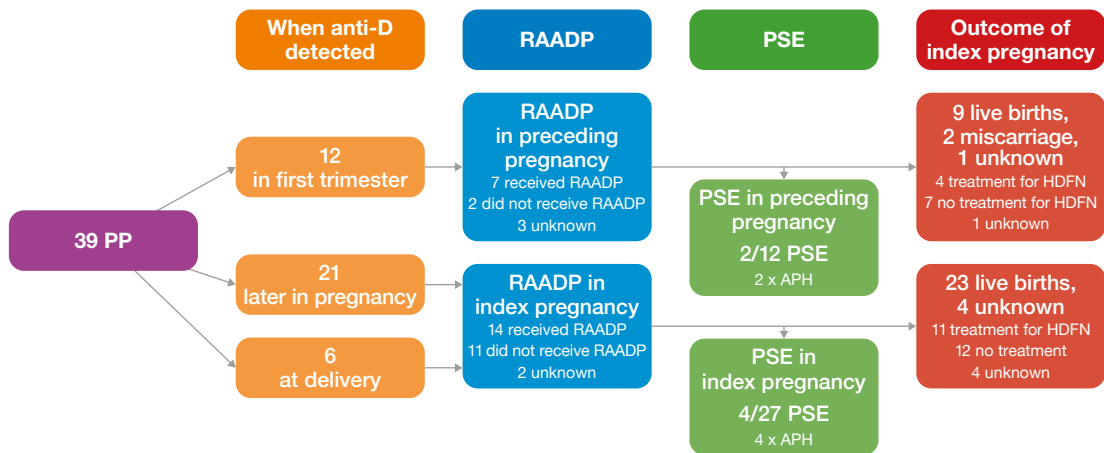 When anti-D
detected
RAADP
PSE
Outcome of
index pregnancy
39 PP
12
in first trimester
RAADP
in preceding
pregnancy
7 received RAADP
2 did not receive RAADP
3 unknown
PSE in preceding
pregnancy
2/12 PSE
2 x APH
9 live births,
2 miscarriage,
1 unknown
4 treatment for HDFN
7 no treatment for HDFN
1 unknown
21
later in pregnancy
6
at delivery
RAADP in
index pregnancy
14 received RAADP
11 did not receive RAADP
2 unknown
PSE in
index pregnancy
4/27 PSE
4 x APH
23 live births,
4 unknown
11 treatment for HDFN
12 no treatment
4 unknown